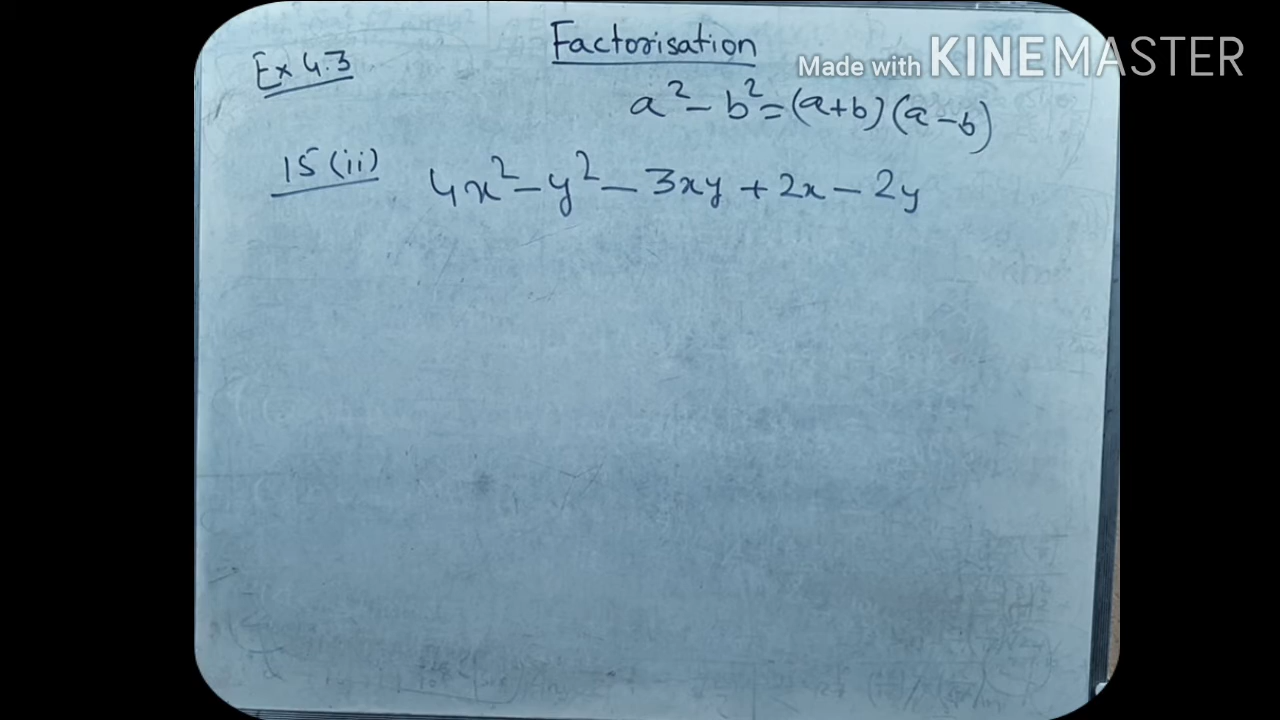 Factorisation
Made with KINEMASTER
Ex 4.3
a² - b² = (a+b)(a-b)
15(ii) 4x² - y² - 3xy + 2x - 2y